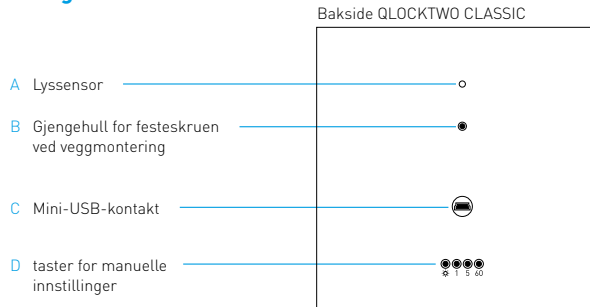 Bakside QLOCKTWO CLASSIC
A Lyssensor
B Gjengehull for festeskruen
ved veggmontering
C Mini-USB-kontakt
D taster for manuelle
innstillinger
1 5 60